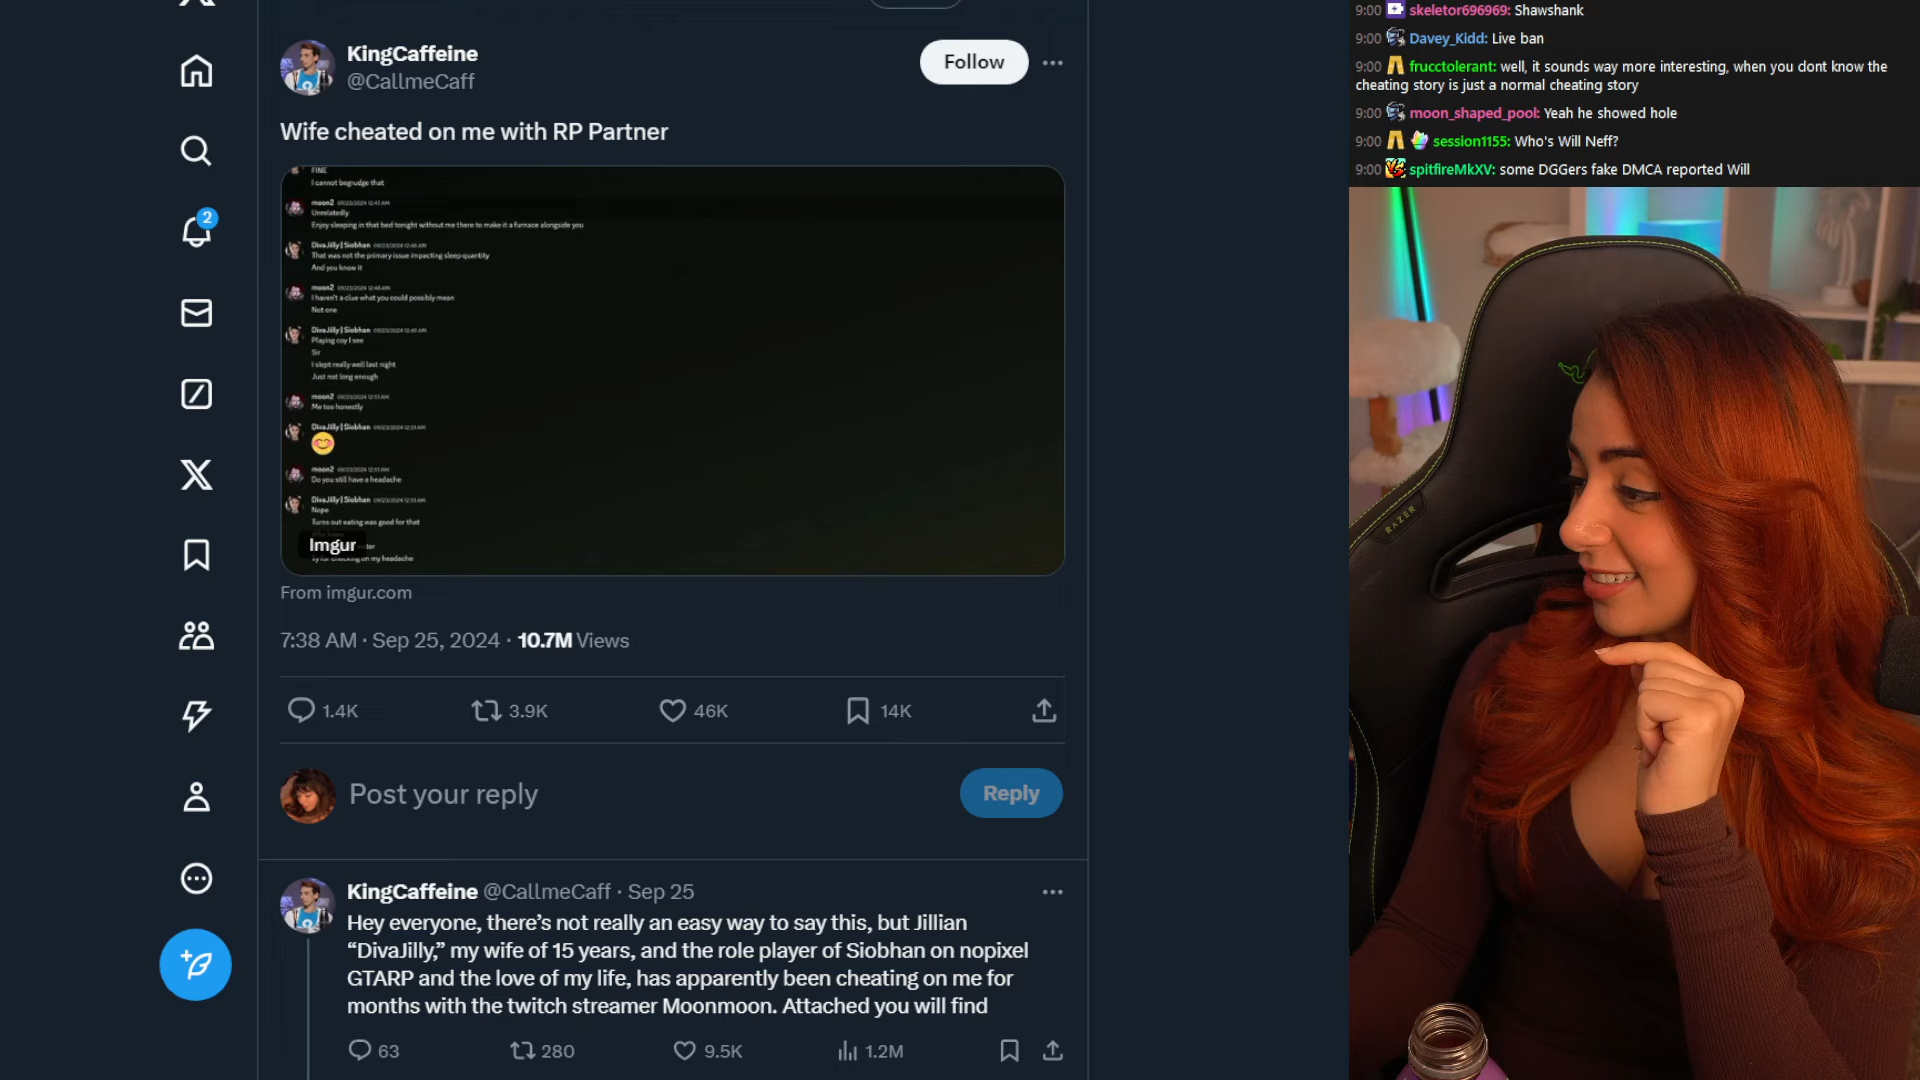 KingCaffeine
@CallmeCaff
Follow
Wife cheated on me with RP Partner
FINE
I cannot begrudge that
moon2 09/23/2024 12:47 AM
Unrelatedly
Enjoy sleeping in that bed tonight without me there to make it a furnace alongside you
DivaJilly | Siobhan 09/23/2024 12:48 AM
That was not the primary issue impacting sleep quantity
And you know it
moon2 09/23/2024 12:48 AM
I haven't a clue what you could possibly mean
Not one
DivaJilly | Siobhan 09/23/2024 12:49 AM
Playing coy I see
Sir
I slept really well last night
Just not long enough
moon2 09/23/2024 12:51 AM
Me too honestly
DivaJilly | Siobhan 09/23/2024 12:51 AM
moon2 09/23/2024 12:51 AM
Do you still have a headache
DivaJilly | Siobhan 09/23/2024 12:53 AM
Nope
Turns out eating was good for that
Imgur
on my headache
From imgur.com
7:38 AM · Sep 25, 2024 · 10.7M Views
1.4K
3.9K
46K
14K
Post your reply
Reply
KingCaffeine @CallmeCaff · Sep 25
Hey everyone, there's not really an easy way to say this, but Jillian
“DivaJilly,” my wife of 15 years, and the role player of Siobhan on nopixel
GTARP and the love of my life, has apparently been cheating on me for
months with the twitch streamer Moonmoon. Attached you will find
63
280
9.5K
1.2M
2
9:00 skeletor696969: Shawshank
9:00 Davey_Kidd: Live ban
9:00 frucctolerant: well, it sounds way more interesting, when you dont know the
cheating story is just a normal cheating story
9:00 moon_shaped_pool: Yeah he showed hole
9:00 session1155: Who's Will Neff?
9:00 spitfireMkXV: some DGGers fake DMCA reported Will
RAZER